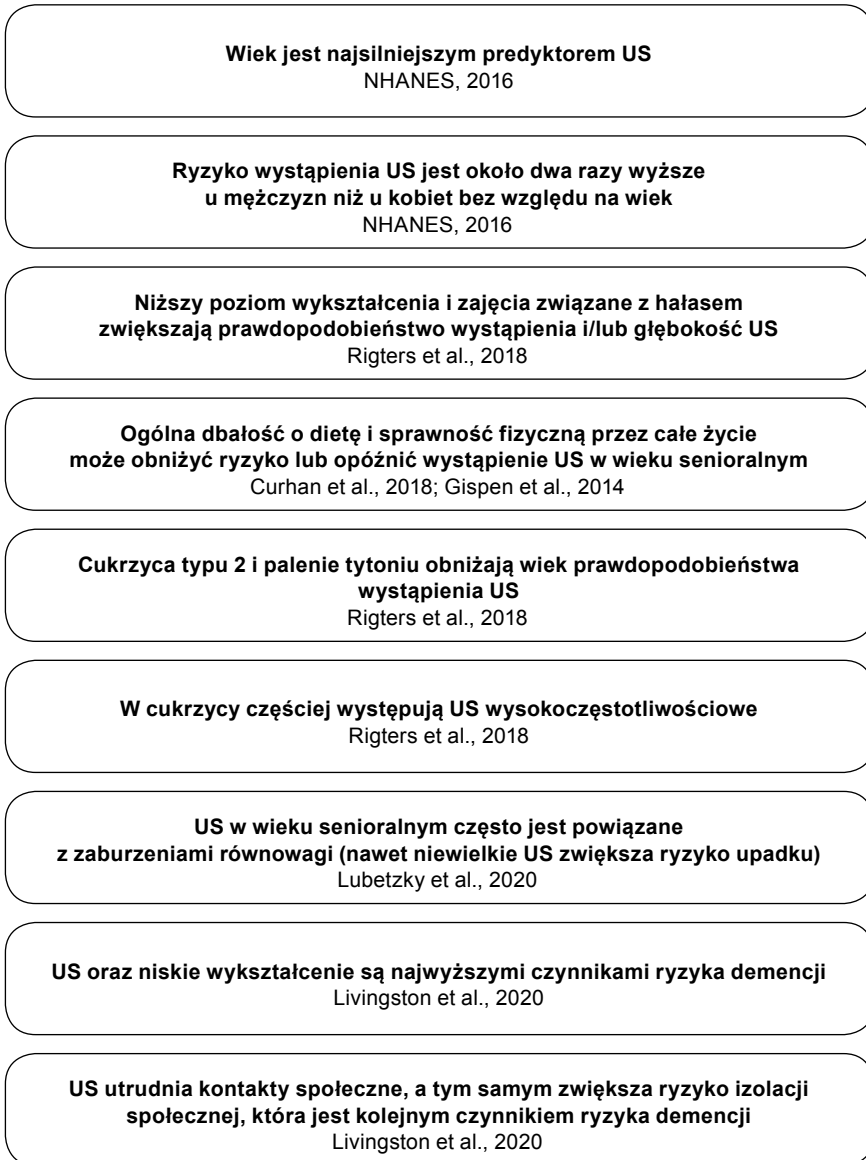 Wiek jest najsilniejszym predyktorem US
NHANES, 2016
Ryzyko wystąpienia US jest około dwa razy wyższe
u mężczyzn niż u kobiet bez względu na wiek
NHANES, 2016
Niższy poziom wykształcenia i zajęcia związane z hałasem
zwiększają prawdopodobieństwo wystąpienia i/lub głębokość US
Rigters et al., 2018
Ogólna dbałość o dietę i sprawność fizyczną przez całe życie
może obniżyć ryzyko lub opóźnić wystąpienie US w wieku senioralnym
Curhan et al., 2018; Gispen et al., 2014
Cukrzyca typu 2 i palenie tytoniu obniżają wiek prawdopodobieństwa
wystąpienia US
Rigters et al., 2018
W cukrzycy częściej występują US wysokoczęstotliwościowe
Rigters et al., 2018
US w wieku senioralnym często jest powiązane
z zaburzeniami równowagi (nawet niewielkie US zwiększa ryzyko upadku)
Lubetzky et al., 2020
US oraz niskie wykształcenie są najwyższymi czynnikami ryzyka demencji
Livingston et al., 2020
US utrudnia kontakty społeczne, a tym samym zwiększa ryzyko izolacji
społecznej, która jest kolejnym czynnikiem ryzyka demencji
Livingston et al., 2020